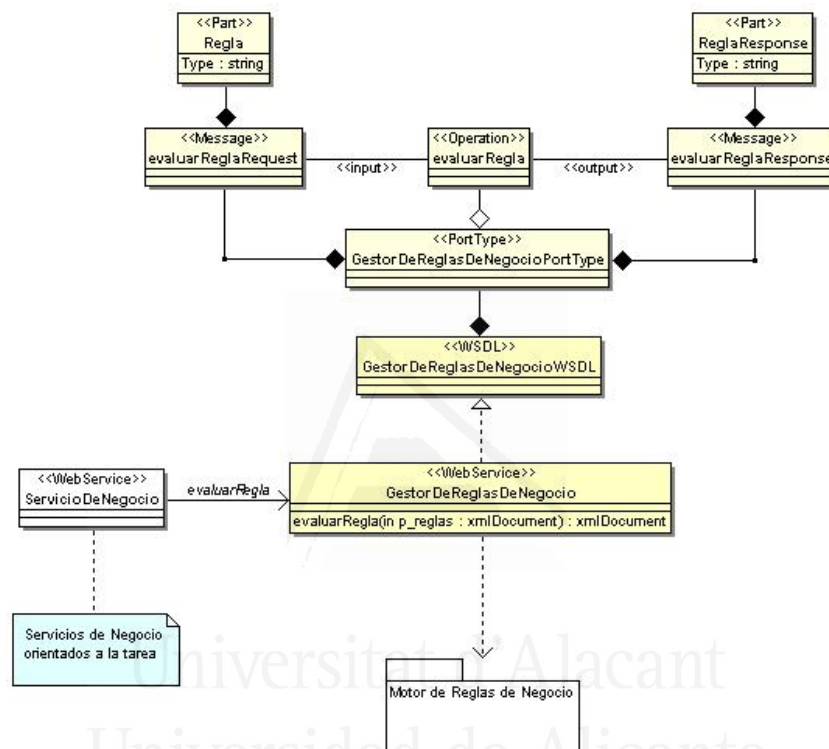 <<Part>>
Regla
Type : string
<<Part>>
ReglaResponse
Type : string
<<Message>>
evaluarReglaRequest
<<input>>
<<Operation>>
evaluarRegla
<<output>>
<<Message>>
evaluarReglaResponse
<<PortType>>
GestorDeReglasDeNegocioPortType
<<WSDL>>
GestorDeReglasDeNegocioWSDL
<<WebService>>
ServicioDeNegocio
evaluarRegla
<<WebService>>
GestorDeReglasDeNegocio
evaluarRegla(in p_reglas : xmlDocument) : xmlDocument
Servicios de Negocio
orientados a la tarea
Universitat d'Alacant
Motor de Reglas de Negocio
Universidad de Alicante